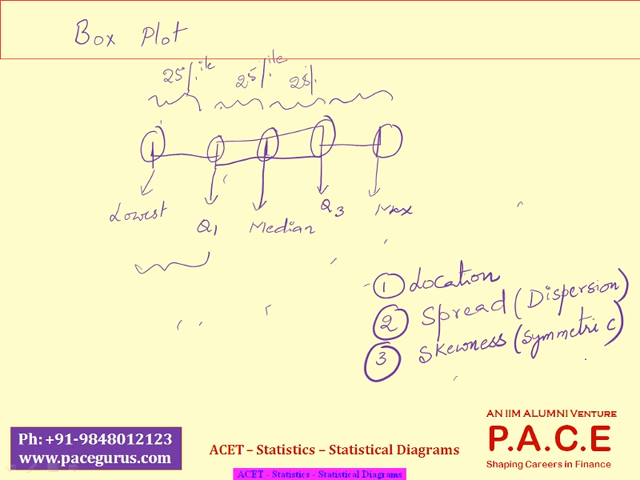 Box Plot
25%ile 25%ile 25%
Lowest Q1 Median Q3 Max
1 Location
2 Spread (Dispersion)
3 Skewness (Symmetric)
Ph: +91-9848012123
www.pacegurus.com
ACET – Statistics – Statistical Diagrams
ACET - Statistics - Statistical Diagrams
AN IIM ALUMNI VENTURE
P.A.C.E
Shaping Careers in Finance